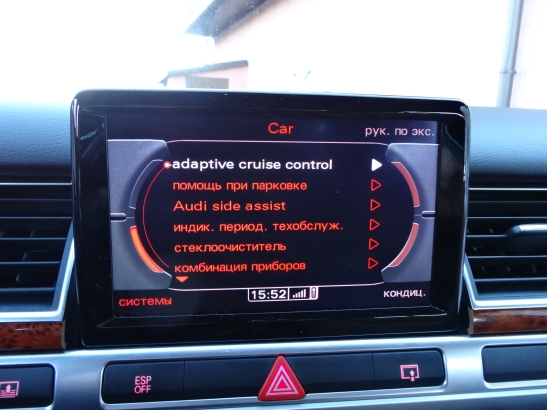 Car
рук. по экс.
adaptive cruise control
помощь при парковке
Audi side assist
индик. период. техобслуж.
стеклоочиститель
комбинация приборов
системы
15:52
кондиц.
ESP
OFF